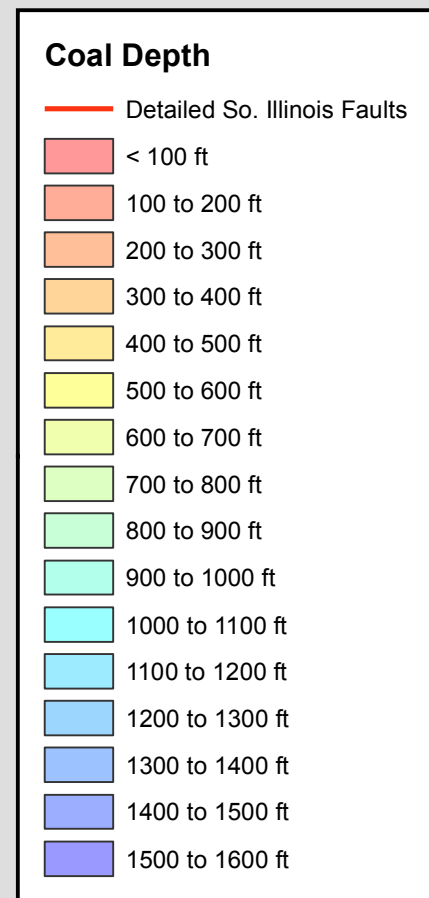 Coal Depth
Detailed So. Illinois Faults
< 100 ft
100 to 200 ft
200 to 300 ft
300 to 400 ft
400 to 500 ft
500 to 600 ft
600 to 700 ft
700 to 800 ft
800 to 900 ft
900 to 1000 ft
1000 to 1100 ft
1100 to 1200 ft
1200 to 1300 ft
1300 to 1400 ft
1400 to 1500 ft
1500 to 1600 ft